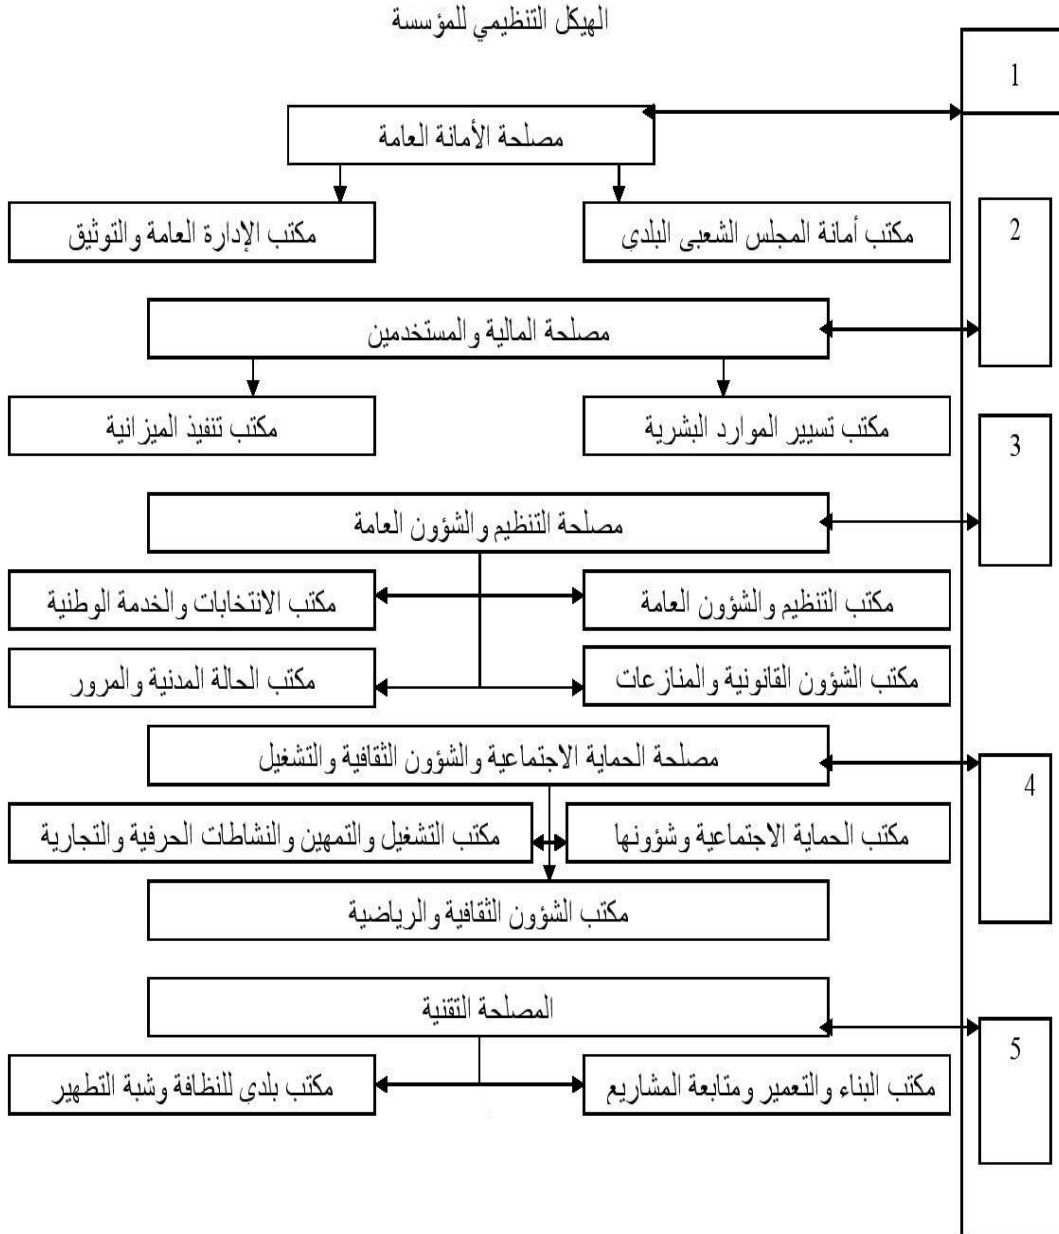 الهيكل التنظيمي للمؤسسة
1
مصلحة الأمانة العامة
مكتب أمانة المجلس الشعبى البلدى
مكتب الإدارة العامة والتوثيق
2
مصلحة المالية والمستخدمين
مكتب تسيير الموارد البشرية
مكتب تنفيذ الميزانية
3
مصلحة التنظيم والشؤون العامة
مكتب التنظيم والشؤون العامة
مكتب الانتخابات والخدمة الوطنية
مكتب الشؤون القانونية والمنازعات
مكتب الحالة المدنية والمرور
4
مصلحة الحماية الاجتماعية والشؤون الثقافية والتشغيل
مكتب الحماية الاجتماعية وشؤونها
مكتب التشغيل والتمهين والنشاطات الحرفية والتجارية
مكتب الشؤون الثقافية والرياضية
5
المصلحة التقنية
مكتب البناء والتعمير ومتابعة المشاريع
مكتب بلدي للنظافة وشبة التطهير